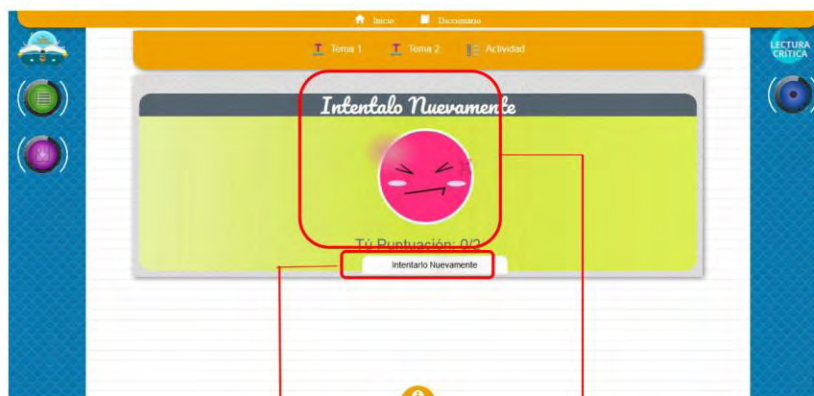 Inicio Diccionario
Tema 1 Tema 2 Actividad
LECTURA
CRÍTICA
Intentalo Nuevamente
Tú Puntuación: 0/2
Intentarlo Nuevamente